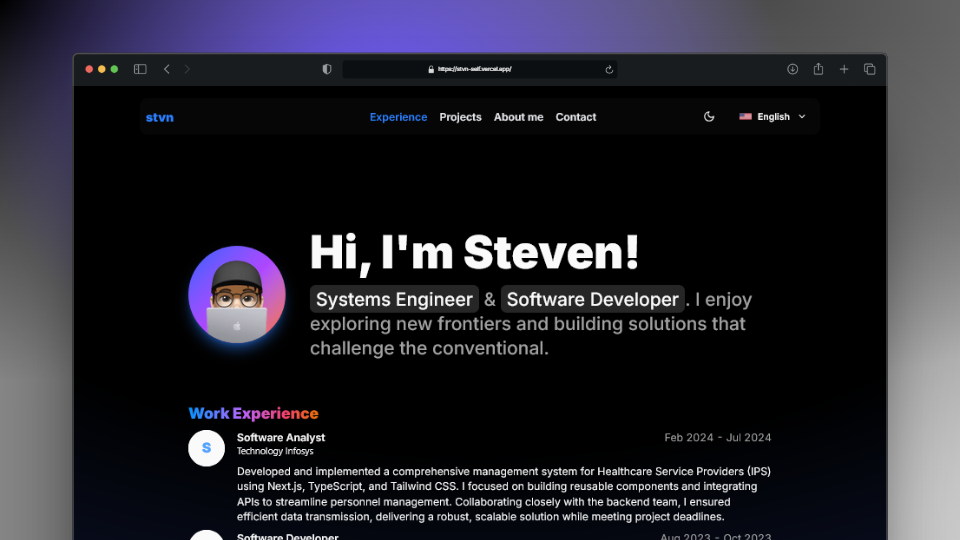 https://stvn-self.vercel.app/
stvn
Experience Projects About me Contact
English
Hi, I'm Steven!
Systems Engineer & Software Developer. I enjoy
exploring new frontiers and building solutions that
challenge the conventional.
Work Experience
S
Software Analyst
Feb 2024 - Jul 2024
Technology Infosys
Developed and implemented a comprehensive management system for Healthcare Service Providers (IPS)
using Next.js, TypeScript, and Tailwind CSS. I focused on building reusable components and integrating
APIs to streamline personnel management. Collaborating closely with the backend team, I ensured
efficient data transmission, delivering a robust, scalable solution while meeting project deadlines.
Software Developer
Aug 2023 - Oct 2023